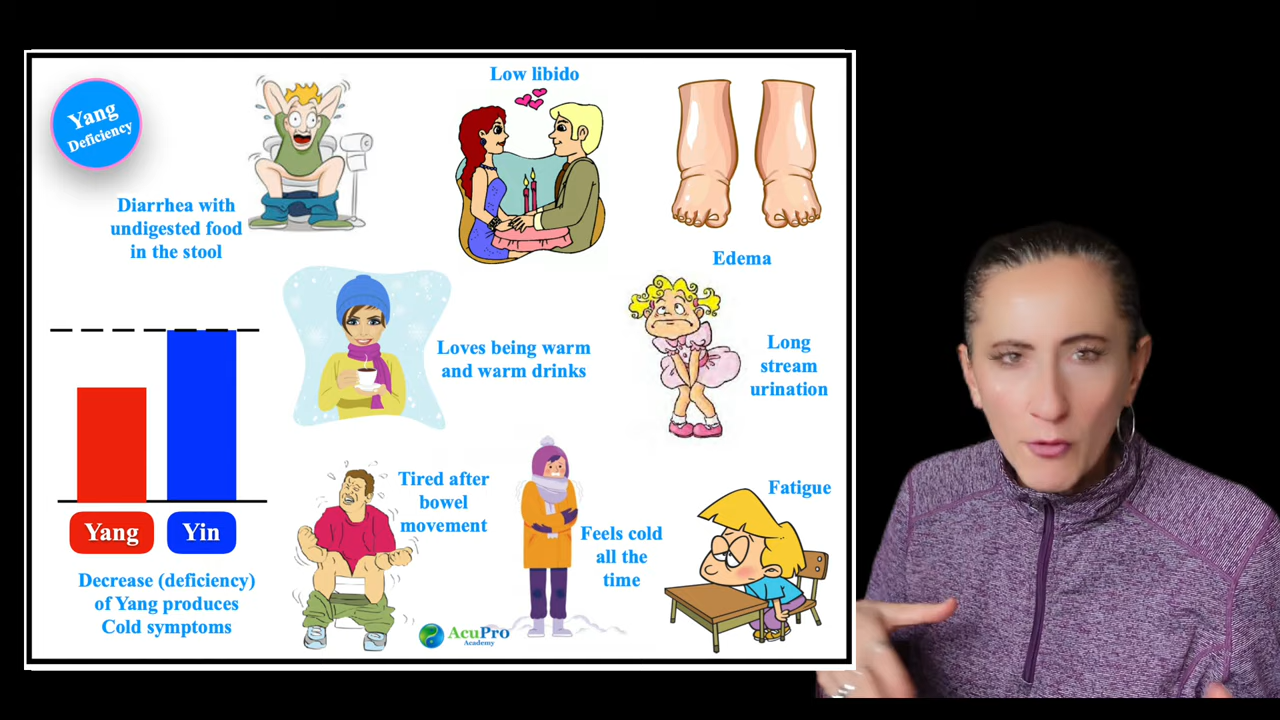 Yang
Deficiency
Low libido
Diarrhea with
undigested food
in the stool
Edema
Loves being warm
and warm drinks
Long
stream
urination
Tired after
bowel
movement
Fatigue
Feels cold
all the
time
Yang
Yin
Decrease (deficiency)
of Yang produces
Cold symptoms
AcuPro
Academy